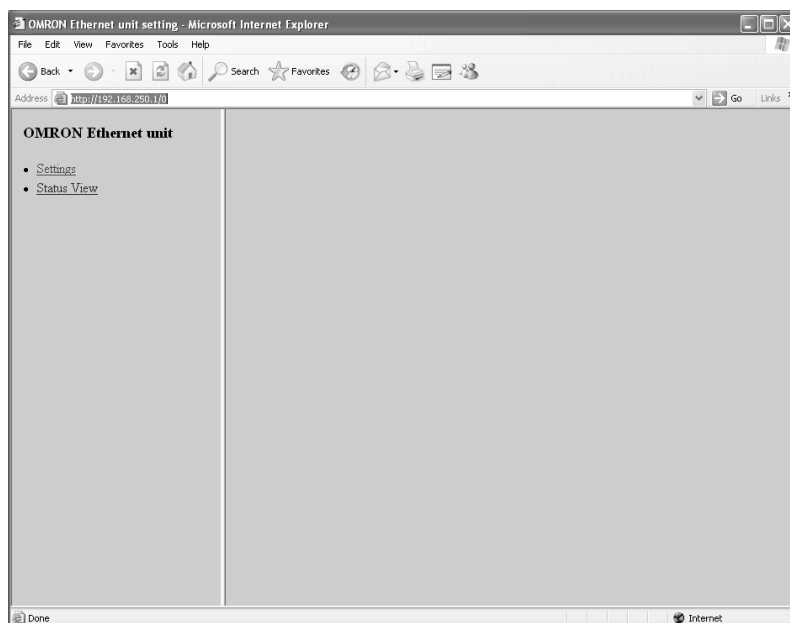 OMRON Ethernet unit setting - Microsoft Internet Explorer
File Edit View Favorites Tools Help
Back Search Favorites
Address http://192.168.250.1/0 Go Links
OMRON Ethernet unit
• Settings
• Status View
Done Internet